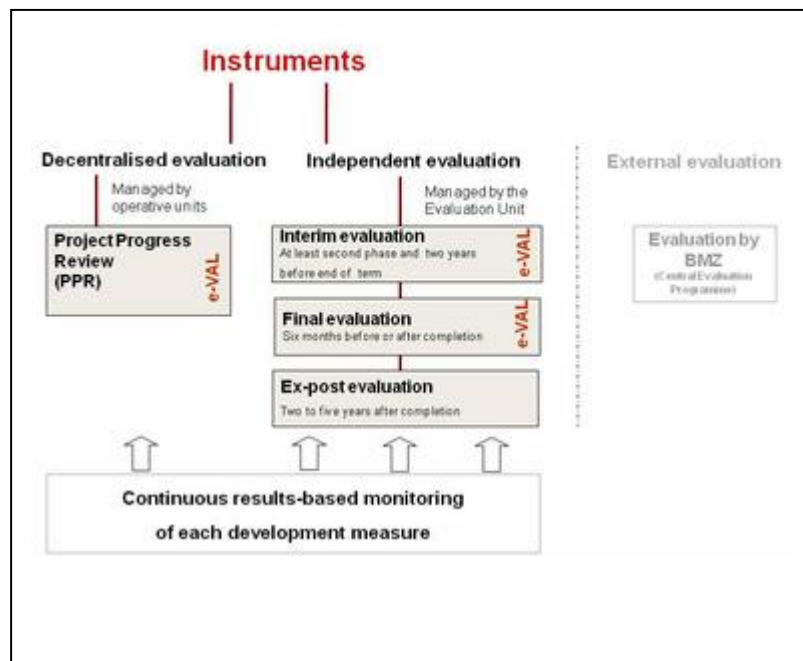 Instruments
Decentralised evaluation
Managed by
operative units
Project Progress
Review
(PPR)
e-VAL
Independent evaluation
Managed by the
Evaluation Unit
Interim evaluation
At least second phase and two years
before end of term
e-VAL
Final evaluation
Six months before or after completion
e-VAL
Ex-post evaluation
Two to five years after completion
External evaluation
Evaluation by
BMZ
(Central Evaluation
Programme)
Continuous results-based monitoring
of each development measure